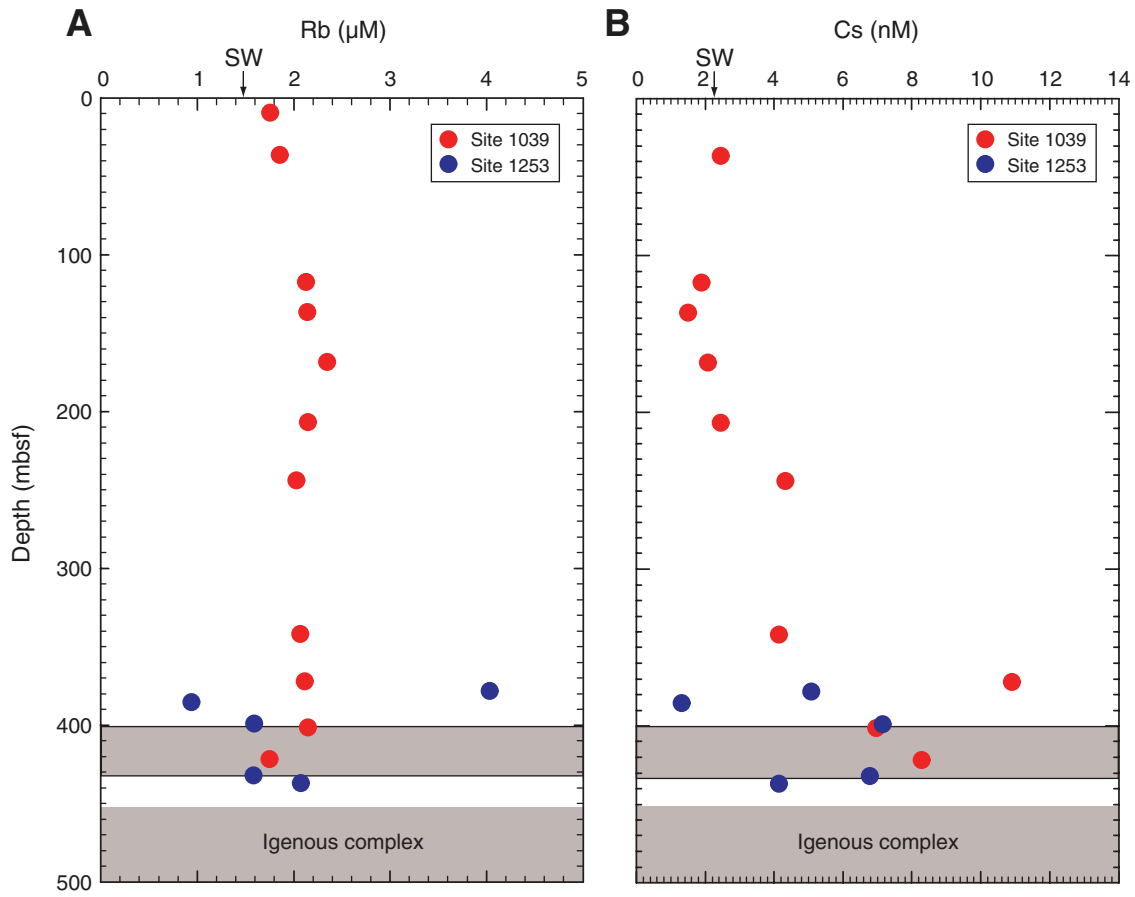 A
Rb (µM)
SW
0 1 2 3 4 5
0
100
200
300
400
500
Depth (mbsf)
Site 1039
Site 1253
Igenous complex
B
Cs (nM)
SW
0 2 4 6 8 10 12 14
Site 1039
Site 1253
Igenous complex